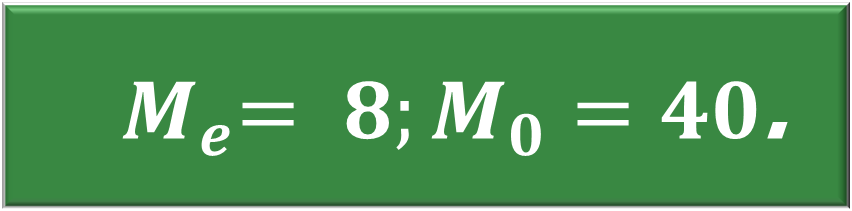 Mₑ= 8; M₀ = 40.